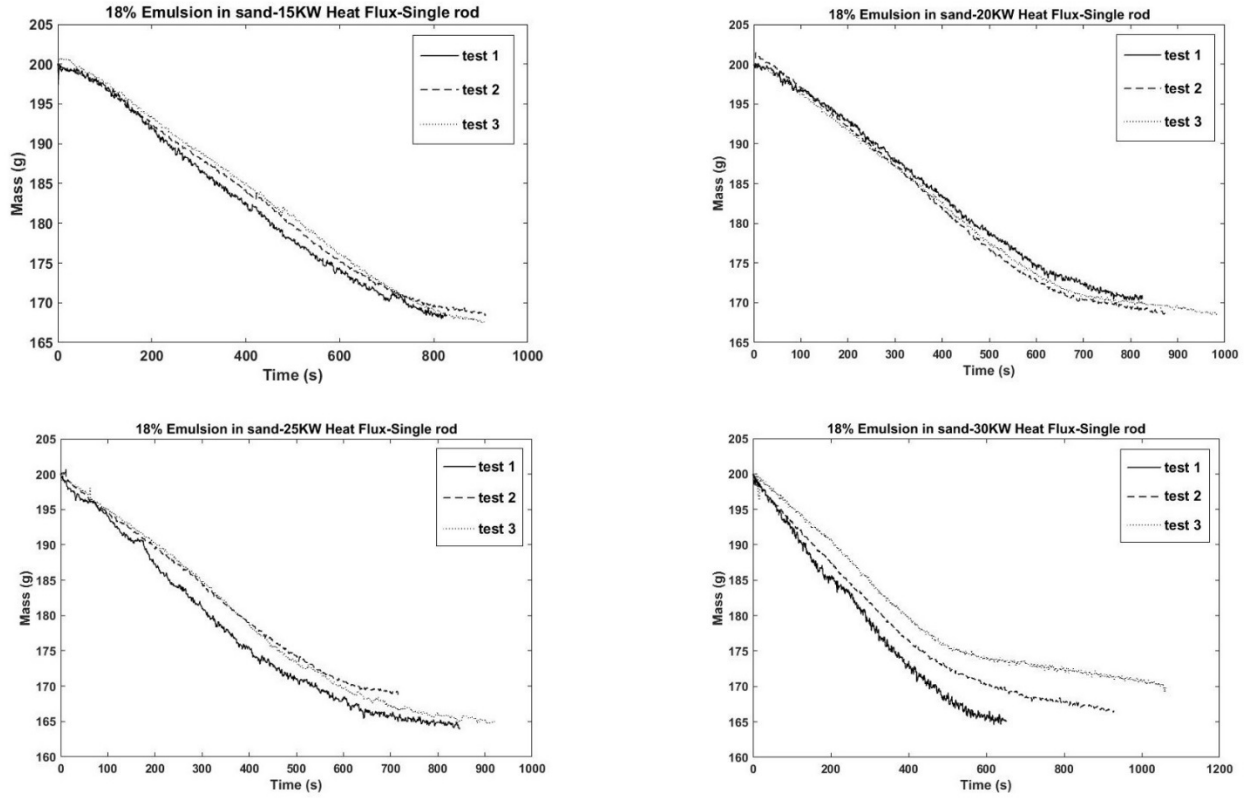 18% Emulsion in sand-15KW Heat Flux-Single rod
205
200
195
190
185
180
175
170
165
Mass (g)
0 200 400 600 800 1000
Time (s)
test 1
test 2
test 3
18% Emulsion in sand-20KW Heat Flux-Single rod
205
200
195
190
185
180
175
170
165
Mass (g)
0 100 200 300 400 500 600 700 800 900 1000
Time (s)
test 1
test 2
test 3
18% Emulsion in sand-25KW Heat Flux-Single rod
205
200
195
190
185
180
175
170
165
160
Mass (g)
0 100 200 300 400 500 600 700 800 900 1000
Time (s)
test 1
test 2
test 3
18% Emulsion in sand-30KW Heat Flux-Single rod
205
200
195
190
185
180
175
170
165
160
Mass (g)
0 200 400 600 800 1000 1200
Time (s)
test 1
test 2
test 3